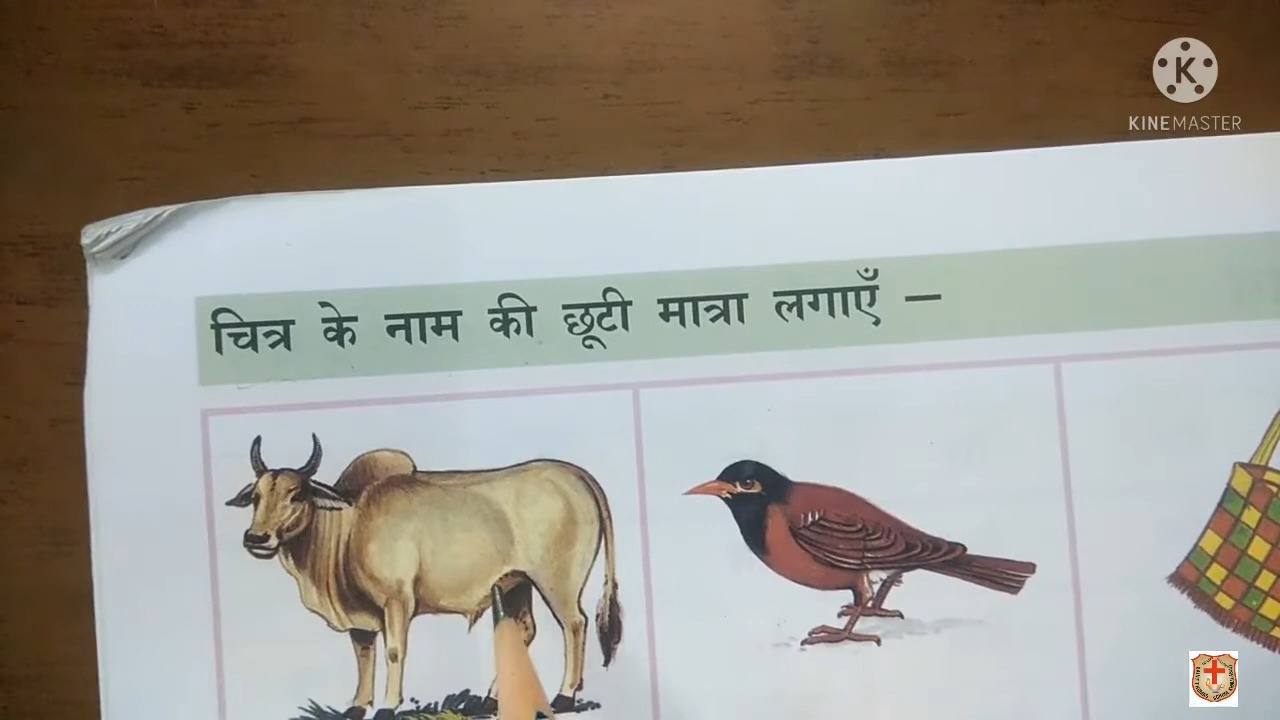 KINEMASTER
चित्र के नाम की छूटी मात्रा लगाएँ –